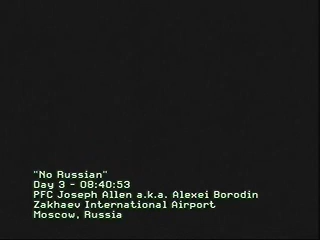 "No Russian"
Day 3 - 08:40:53
PFC Joseph Allen a.k.a. Alexei Borodin
Zakhaev International Airport
Moscow, Russia